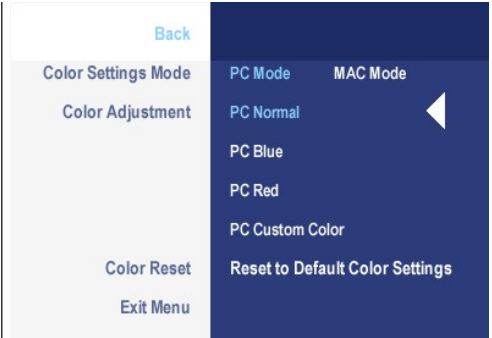 Back
Color Settings Mode PC Mode MAC Mode
Color Adjustment PC Normal
PC Blue
PC Red
PC Custom Color
Color Reset Reset to Default Color Settings
Exit Menu